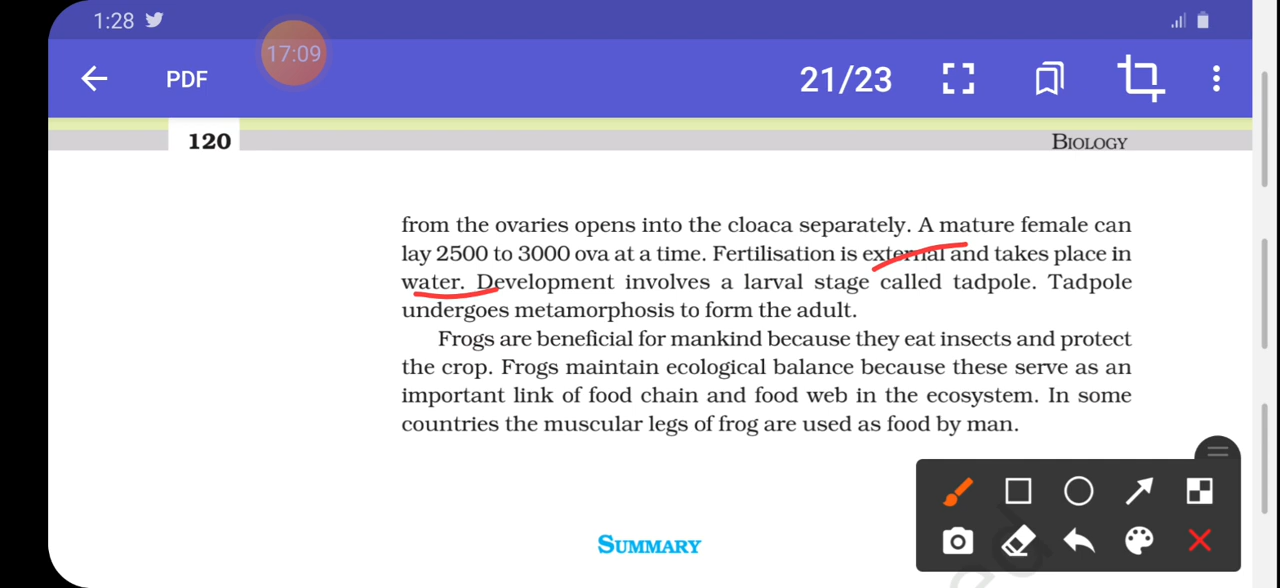 1:28
17:09
PDF
21/23
120
BIOLOGY
from the ovaries opens into the cloaca separately. A mature female can
lay 2500 to 3000 ova at a time. Fertilisation is external and takes place in
water. Development involves a larval stage called tadpole. Tadpole
undergoes metamorphosis to form the adult.
Frogs are beneficial for mankind because they eat insects and protect
the crop. Frogs maintain ecological balance because these serve as an
important link of food chain and food web in the ecosystem. In some
countries the muscular legs of frog are used as food by man.
SUMMARY